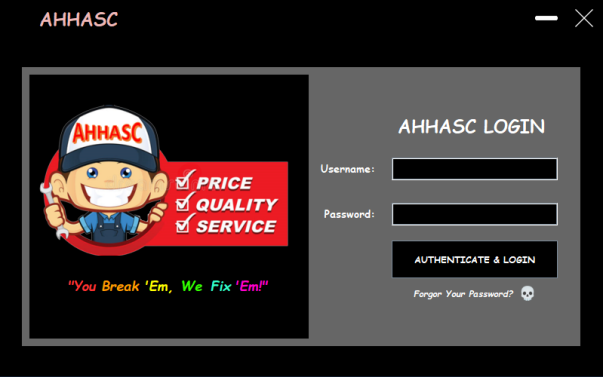 AHHASC
AHHASC
PRICE
QUALITY
SERVICE
"You Break 'Em, We Fix 'Em!"
AHHASC LOGIN
Username:
Password:
AUTHENTICATE & LOGIN
Forgor Your Password? 💀